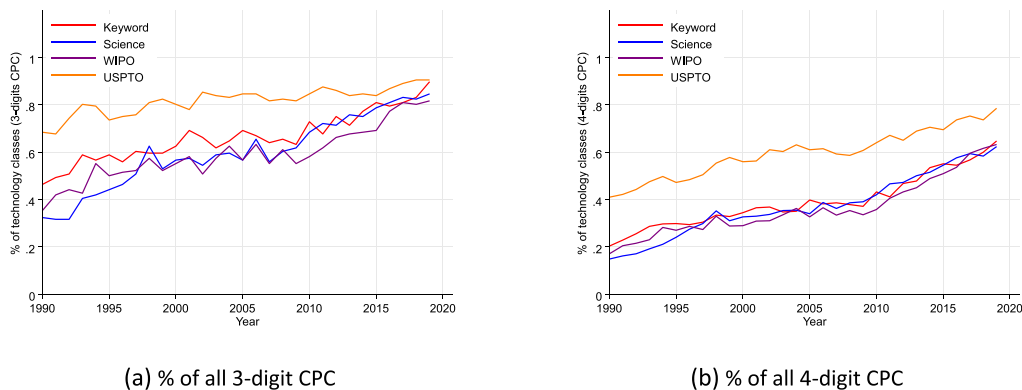 Keyword
Science
WIPO
USPTO
% of technology classes (3-digits CPC)
1
.8
.6
.4
.2
0
1990 1995 2000 2005 2010 2015 2020
Year
(a) % of all 3-digit CPC
Keyword
Science
WIPO
USPTO
% of technology classes (4-digits CPC)
1
.8
.6
.4
.2
0
1990 1995 2000 2005 2010 2015 2020
Year
(b) % of all 4-digit CPC